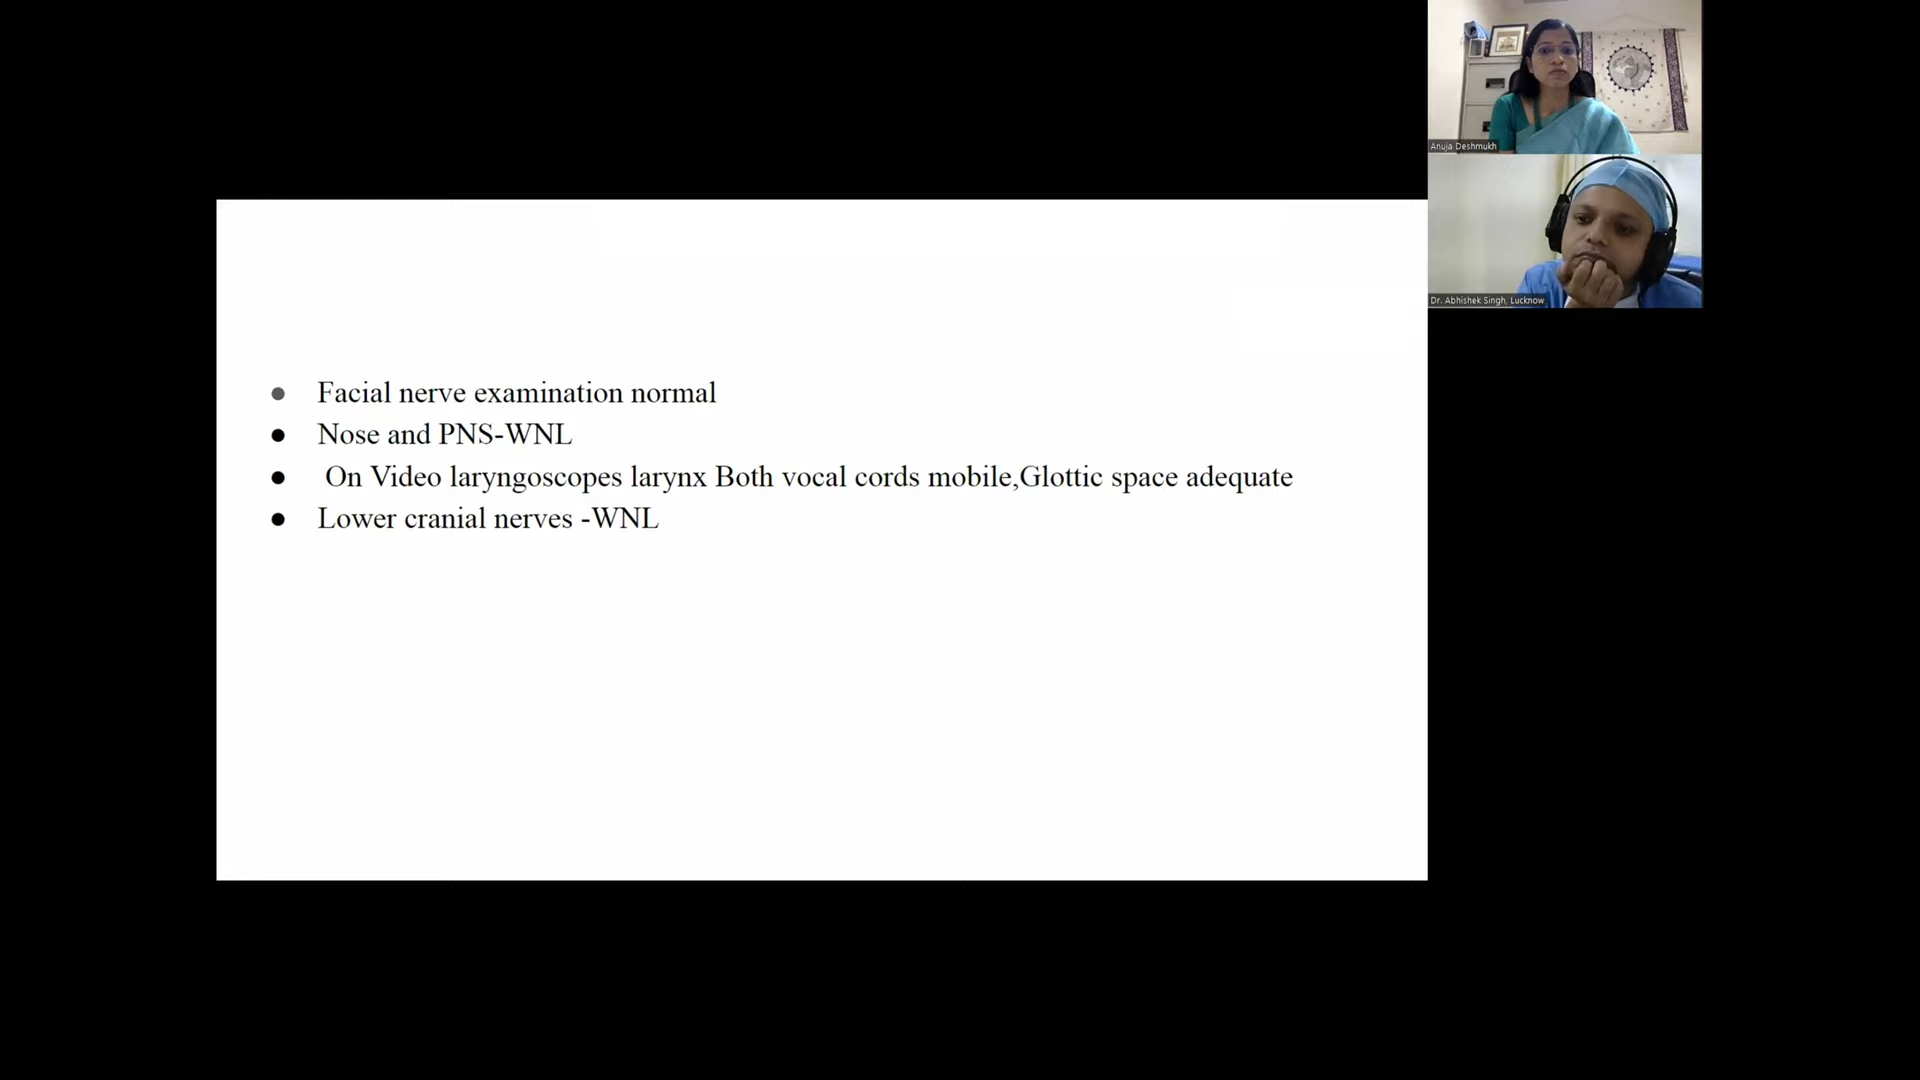 Anuja Deshmukh
Dr. Abhishek Singh, Lucknow
● Facial nerve examination normal
● Nose and PNS-WNL
● On Video laryngoscopes larynx Both vocal cords mobile,Glottic space adequate
● Lower cranial nerves -WNL